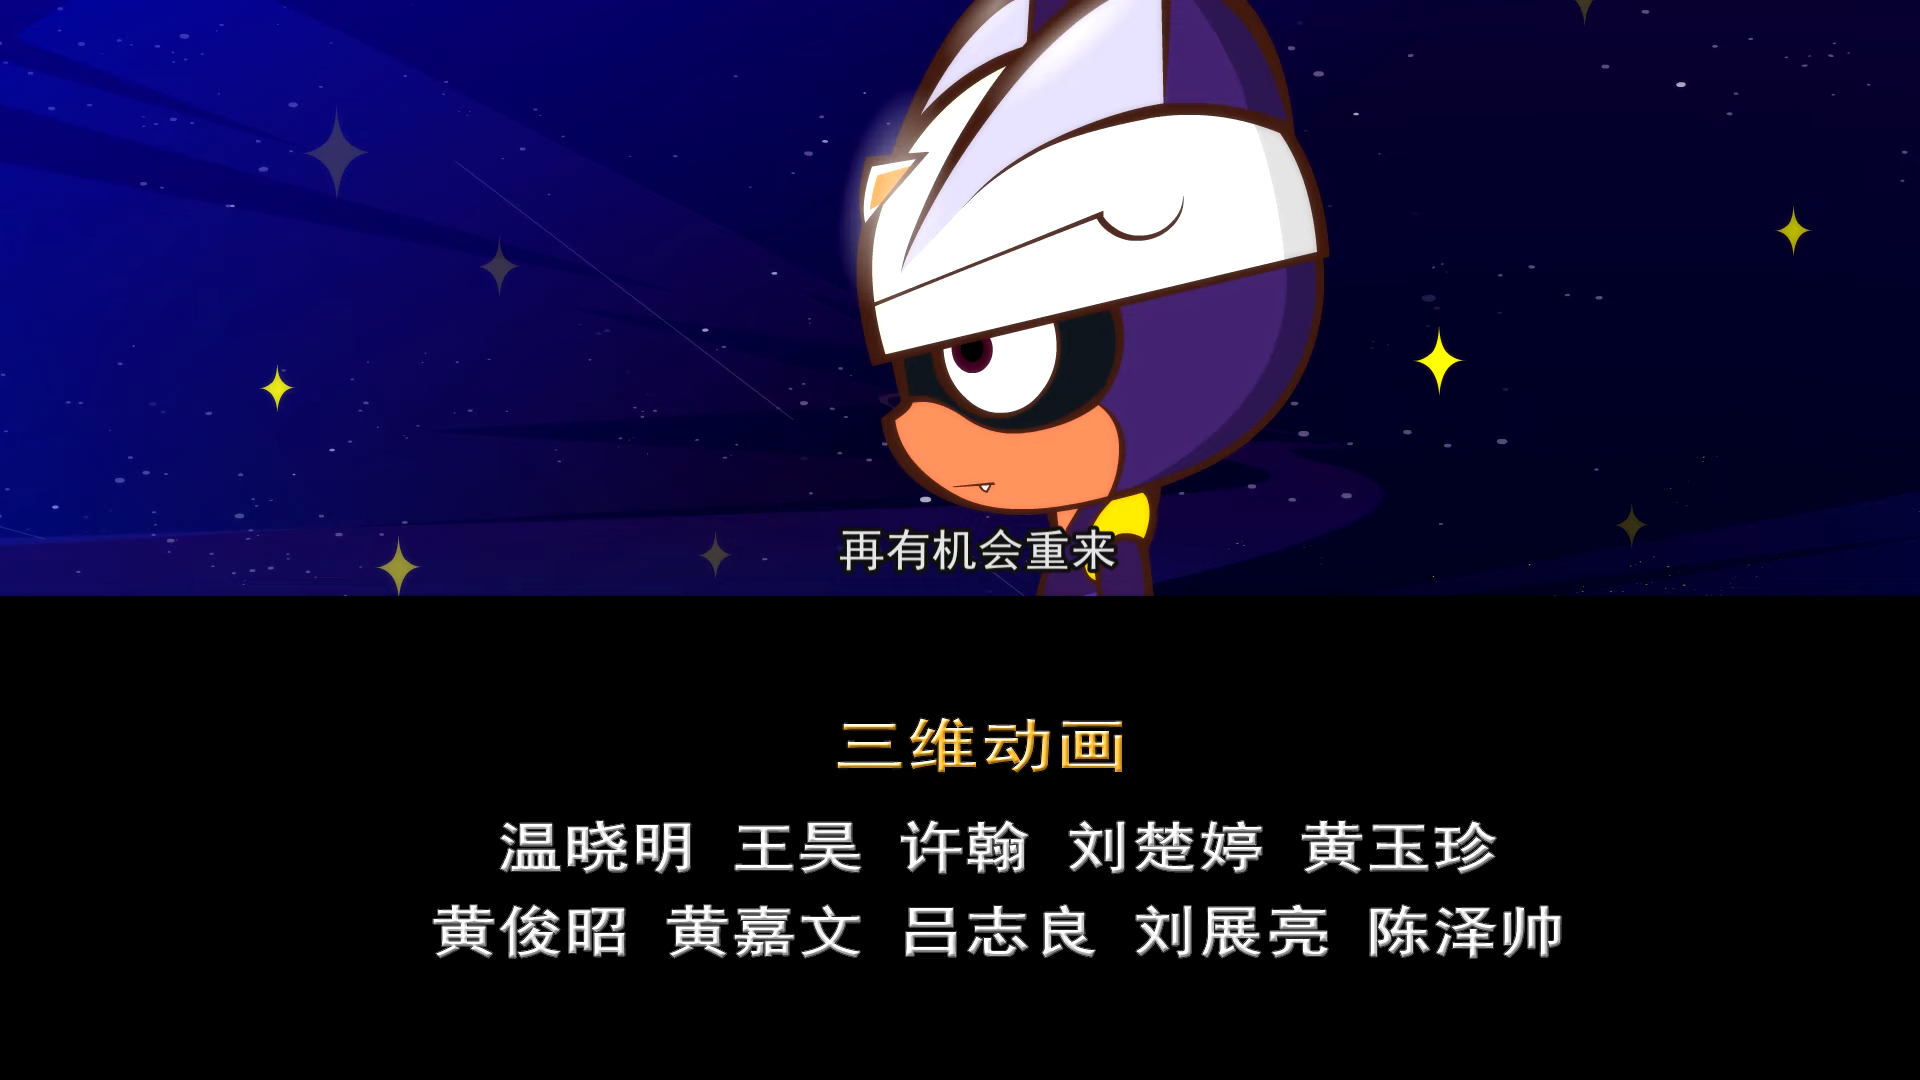 再有机会重来
三维动画
温晓明 王昊 许翰 刘楚婷 黄玉珍
黄俊昭 黄嘉文 吕志良 刘展亮 陈泽帅